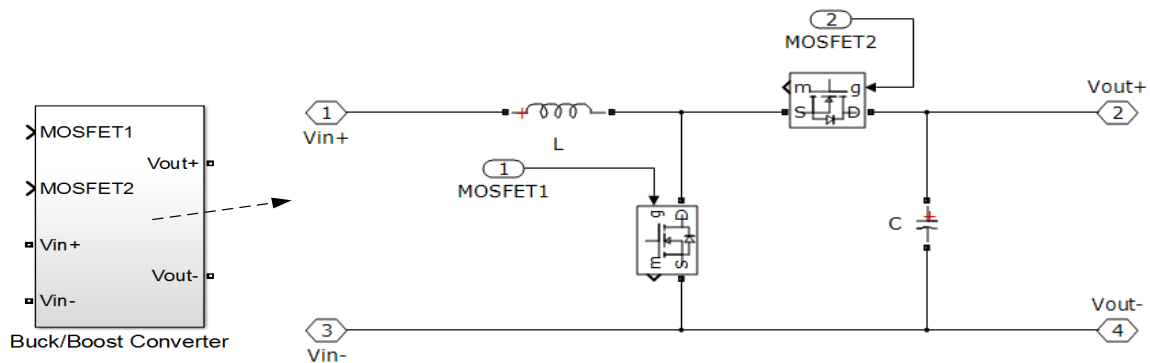 MOSFET1
Vout+
MOSFET2
Vin+
Vout-
Vin-
Buck/Boost Converter
2
MOSFET2
m
g
S
D
1
Vin+
L
Vout+
2
1
MOSFET1
g
D
m
S
C
3
Vin-
Vout-
4